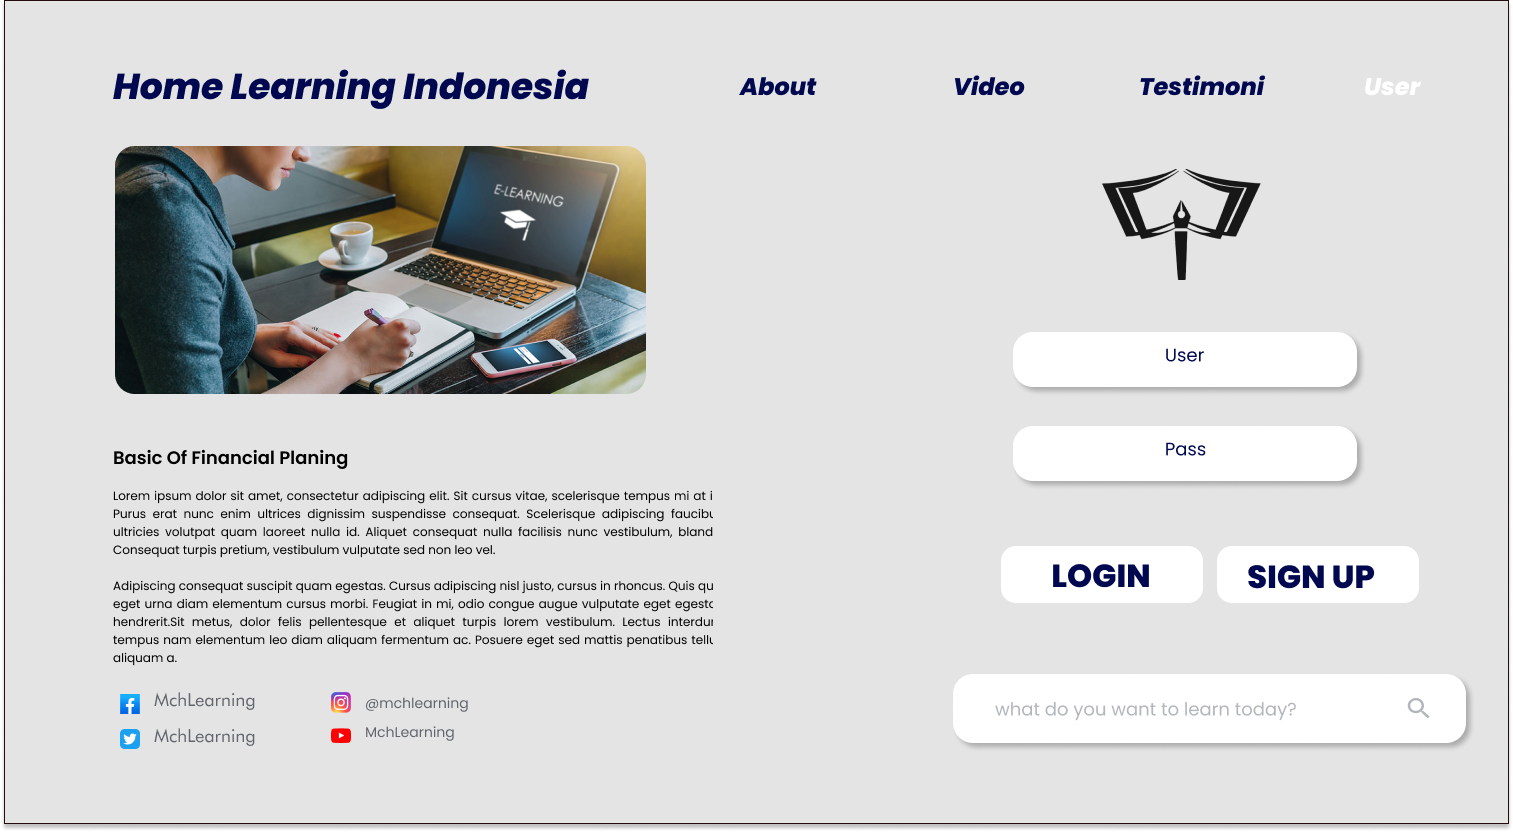 Home Learning Indonesia
About
Video
Testimoni
User
E-LEARNING
User
Pass
LOGIN
SIGN UP
what do you want to learn today?
Basic Of Financial Planing
Lorem ipsum dolor sit amet, consectetur adipiscing elit. Sit cursus vitae, scelerisque tempus mi at
Purus erat nunc enim ultrices dignissim suspendisse consequat. Scelerisque adipiscing
ultricies volutpat quam laoreet nulla id. Aliquet consequat nulla facilisis nunc vestibulum, bland
Consequat turpis pretium, vestibulum vulputate sed non leo vel.
Adipiscing consequat suscipit quam egestas. Cursus adipiscing nisl justo, cursus in rhoncus. Quis qu
eget urna diam elementum cursus morbi. Feugiat in mi, odio congue augue vulputate eget
hendrerit.Sit metus, dolor felis pellentesque et aliquet turpis lorem vestibulum. Lectus
tempus nam elementum leo diam aliquam fermentum ac. Posuere eget sed mattis penatibus
aliquam a.
MchLearning
@mchlearning
MchLearning
MchLearning